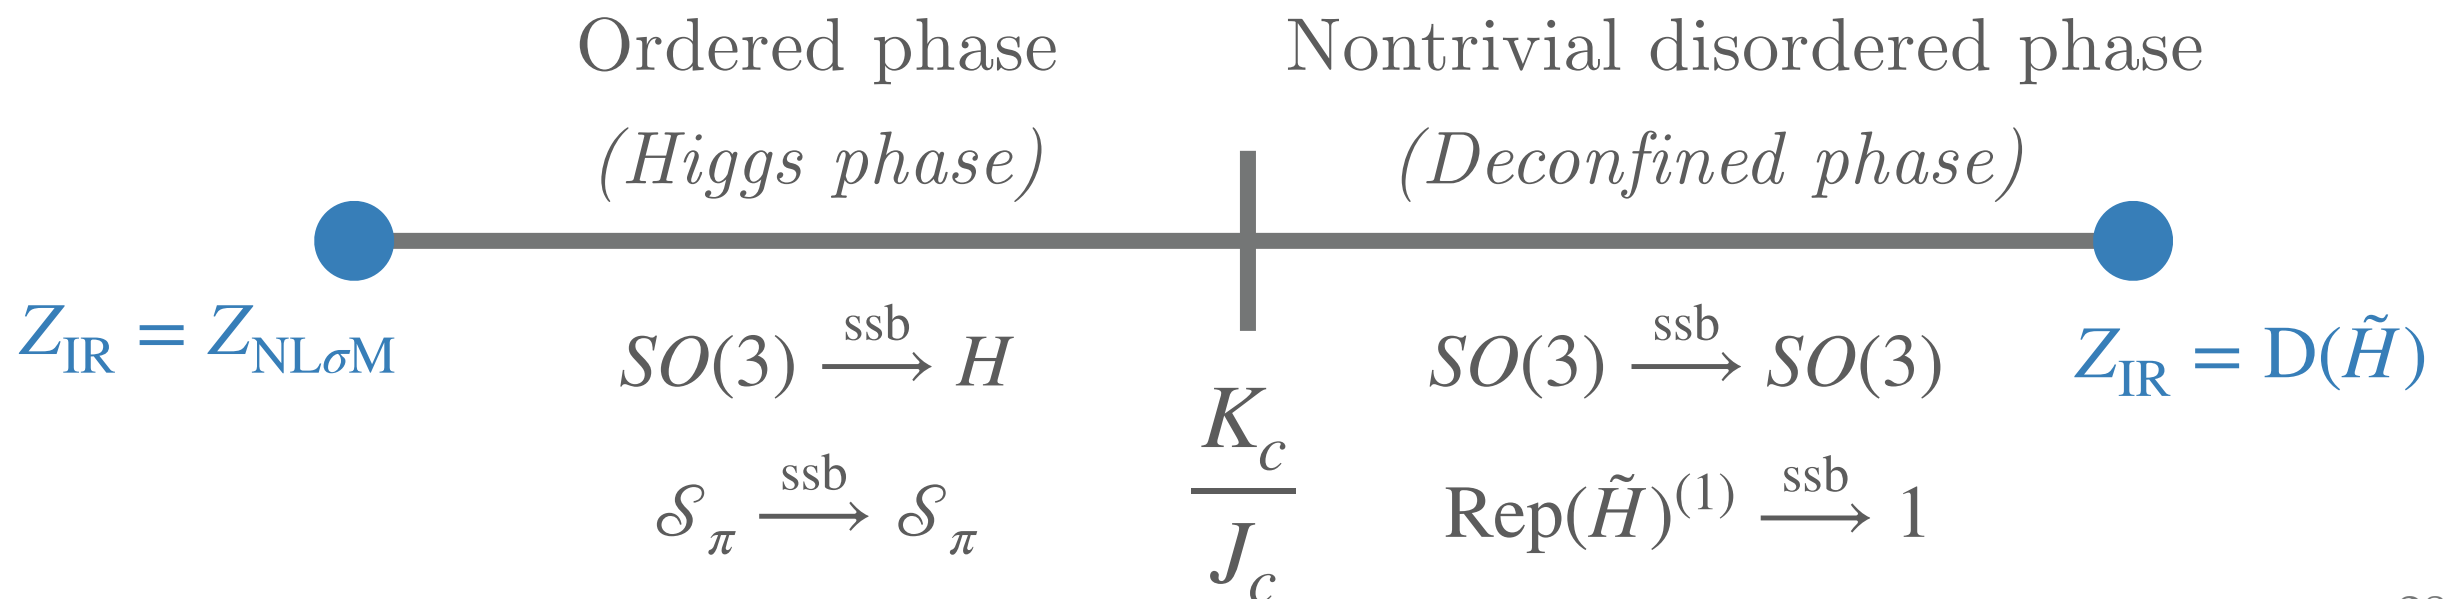 Ordered phase
Nontrivial disordered phase
(Higgs phase)
(Deconfined phase)
Z_IR = Z_NLσM
SO(3) ssb⟶ H
SO(3) ssb⟶ SO(3)
Z_IR = D(H̃)
K_c / J_c
𝒮_π ssb⟶ 𝒮_π
Rep(H̃)^(1) ssb⟶ 1